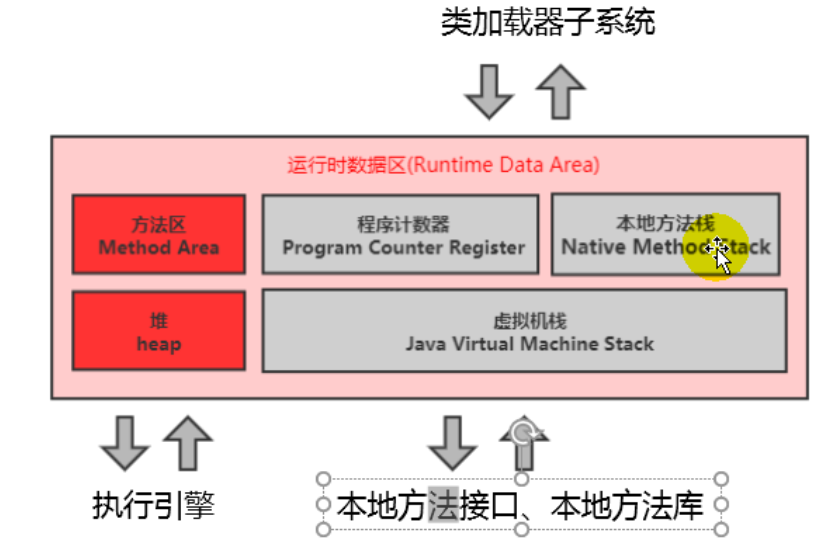 类加载器子系统
运行时数据区(Runtime Data Area)
方法区
Method Area
程序计数器
Program Counter Register
本地方法栈
Native Method Stack
堆
heap
虚拟机栈
Java Virtual Machine Stack
执行引擎
本地方法接口、本地方法库